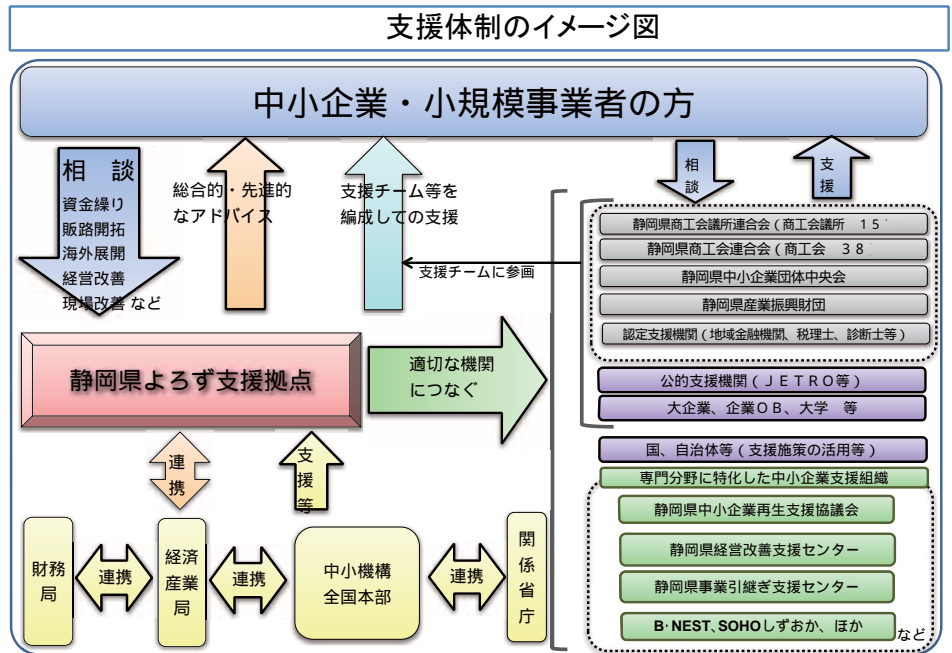 支援体制のイメージ図
中小企業・小規模事業者の方
相 談
資金繰り
販路開拓
海外展開
経営改善
現場改善 など
総合的・先進的
なアドバイス
支援チーム等を
編成しての支援
相談
支援
静岡県商工会議所連合会(商工会議所 15
静岡県商工会連合会(商工会 38
静岡県中小企業団体中央会
静岡県産業振興財団
認定支援機関(地域金融機関、税理士、診断士等)
支援チームに参画
静岡県よろず支援拠点
適切な機関
につなぐ
公的支援機関(JETRO等)
大企業、企業OB、大学 等
国、自治体等(支援施策の活用等)
専門分野に特化した中小企業支援組織
静岡県中小企業再生支援協議会
静岡県経営改善支援センター
静岡県事業引継ぎ支援センター
B・NEST、SOHOしずおか、ほか
など
連携
支援等
財務局
連携
経済産業局
連携
中小機構
全国本部
連携
関係省庁